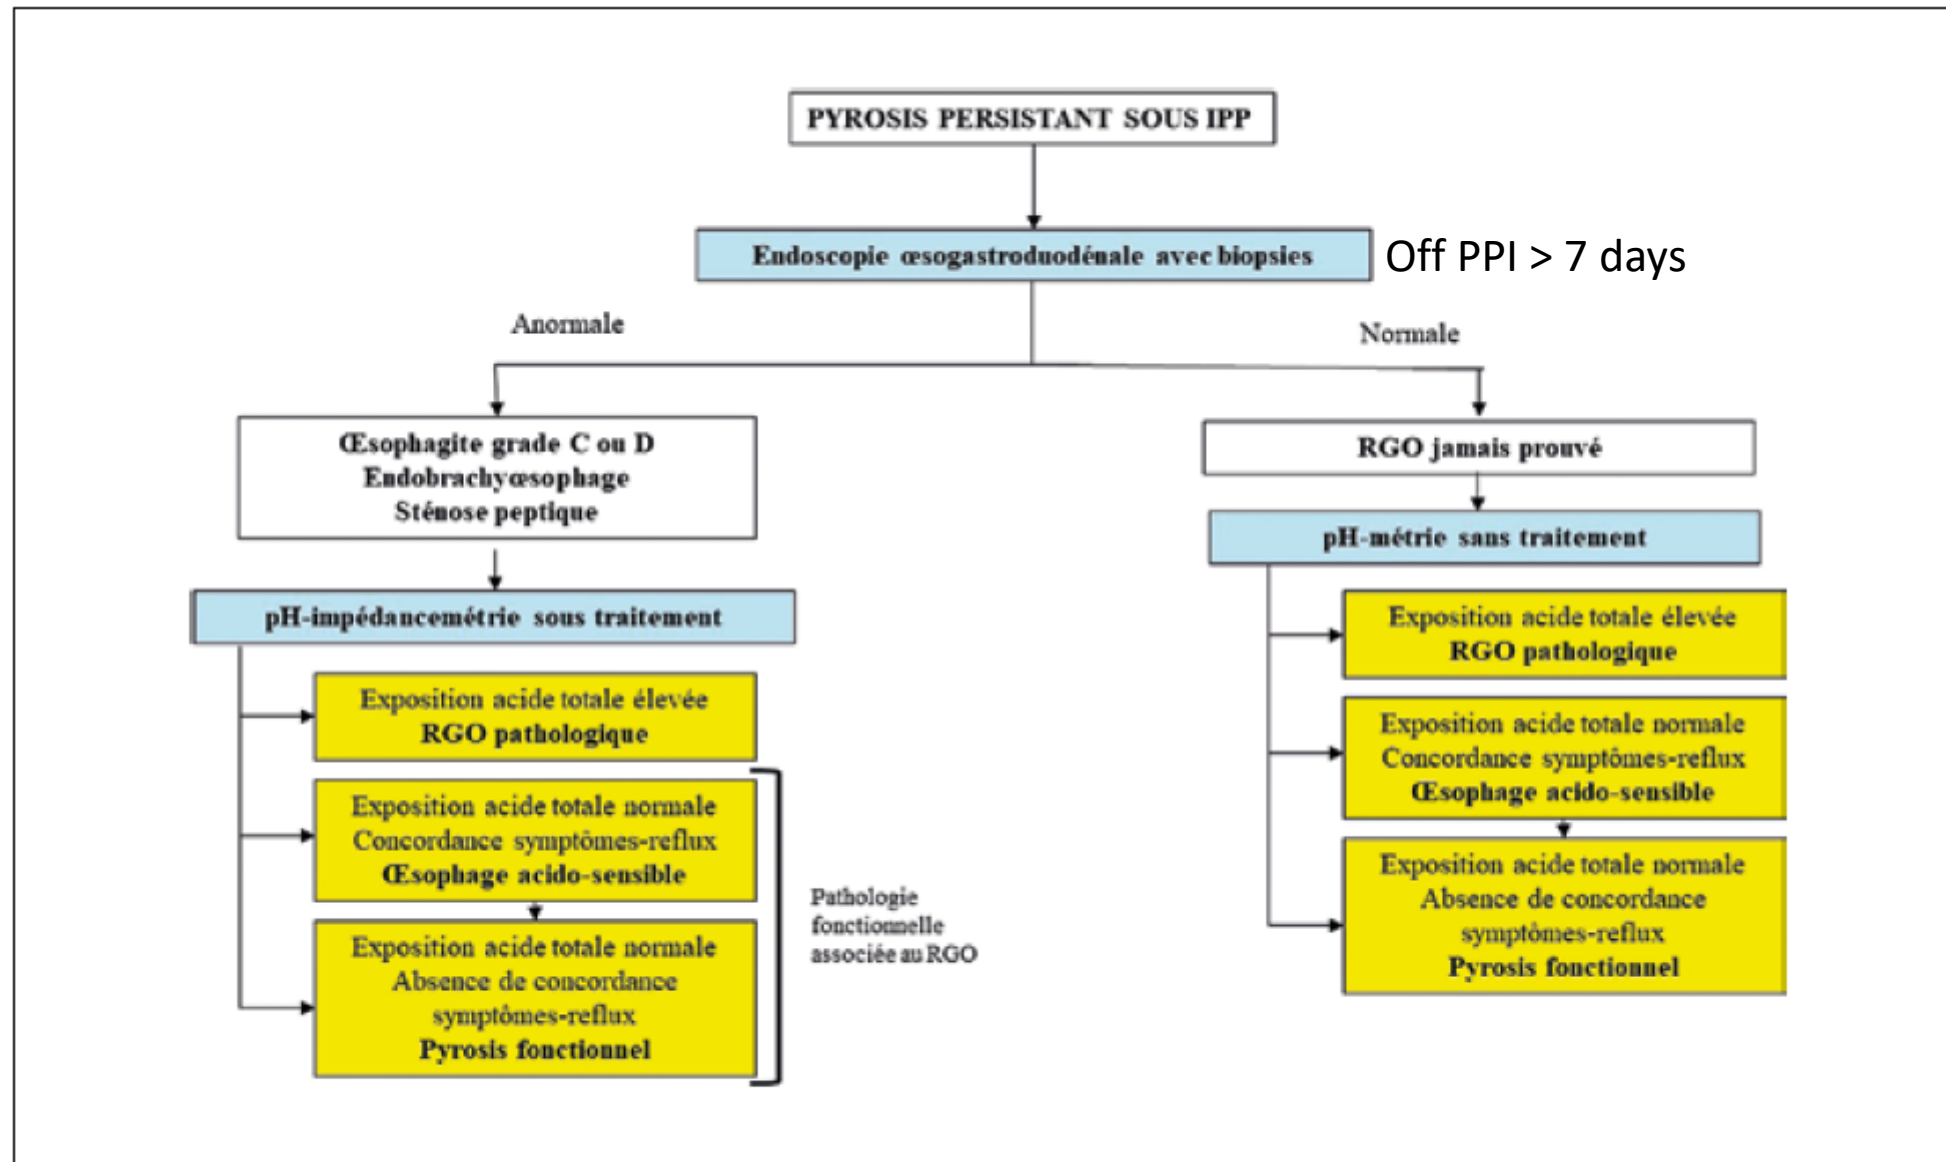 PYROSIS PERSISTANT SOUS IPP
Endoscopie œsogastroduodénale avec biopsies
Off PPI > 7 days
Anormale
Normale
Œsophagite grade C ou D
Endobrachyœsophage
Sténose peptique
pH-impédancemétrie sous traitement
Exposition acide totale élevée
RGO pathologique
Exposition acide totale normale
Concordance symptômes-reflux
Œsophage acido-sensible
Exposition acide totale normale
Absence de concordance
symptômes-reflux
Pyrosis fonctionnel
Pathologie
fonctionnelle
associée au RGO
RGO jamais prouvé
pH-métrie sans traitement
Exposition acide totale élevée
RGO pathologique
Exposition acide totale normale
Concordance symptômes-reflux
Œsophage acido-sensible
Exposition acide totale normale
Absence de concordance
symptômes-reflux
Pyrosis fonctionnel